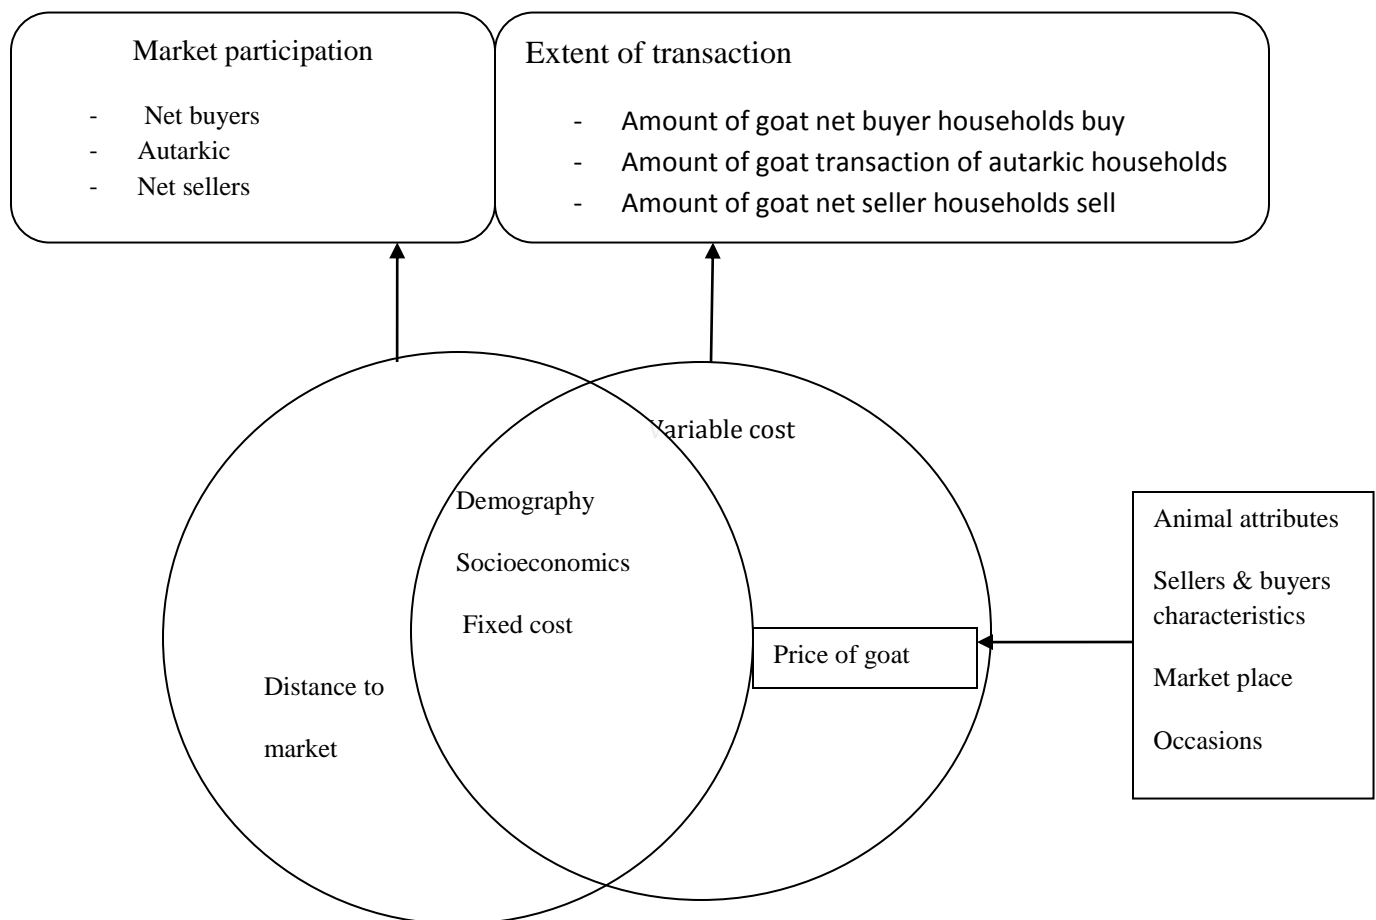 Market participation
- Net buyers
- Autarkic
- Net sellers
Extent of transaction
- Amount of goat net buyer households buy
- Amount of goat transaction of autarkic households
- Amount of goat net seller households sell
Variable cost
Demography
Socioeconomics
Fixed cost
Distance to
market
Price of goat
Animal attributes
Sellers & buyers
characteristics
Market place
Occasions